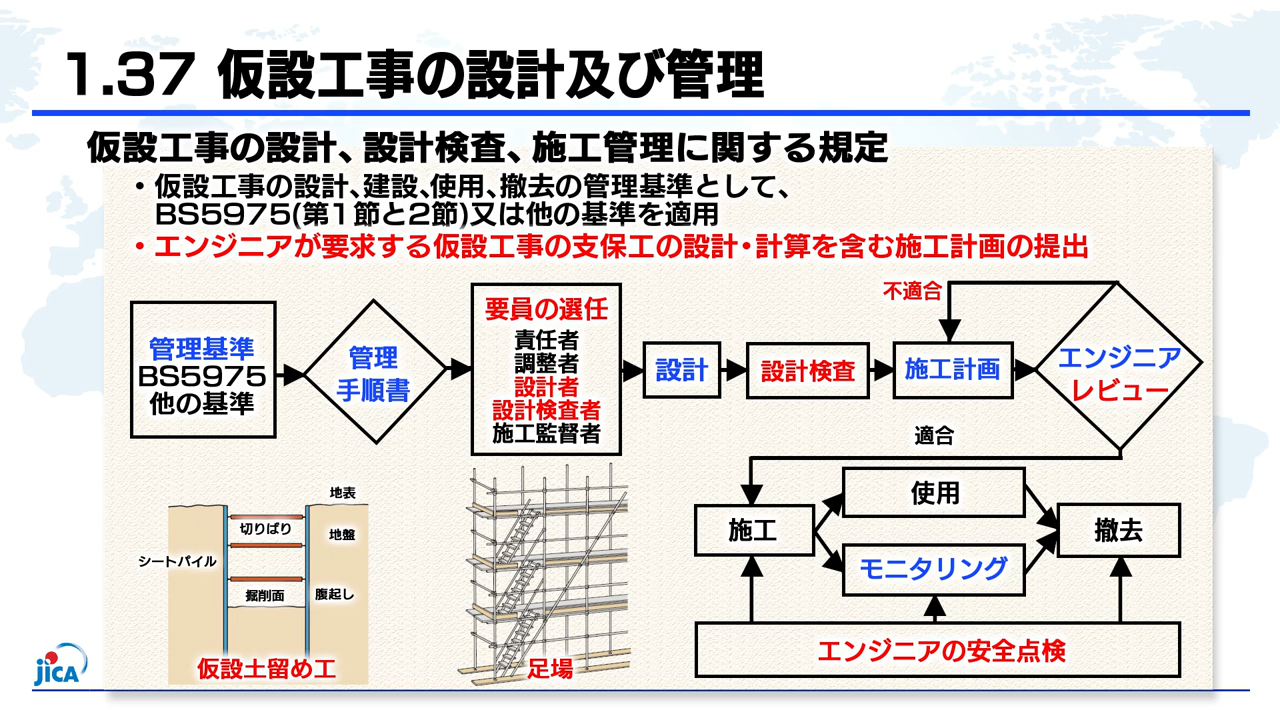 1.37 仮設工事の設計及び管理
仮設工事の設計、設計検査、施工管理に関する規定
・仮設工事の設計、建設、使用、撤去の管理基準として、
BS5975(第1節と2節)又は他の基準を適用
・エンジニアが要求する仮設工事の支保工の設計・計算を含む施工計画の提出
管理基準
BS5975
他の基準
管理
手順書
要員の選任
責任者
調整者
設計者
設計検査者
施工監督者
設計
設計検査
不適合
施工計画
エンジニア
レビュー
適合
施工
使用
モニタリング
撤去
エンジニアの安全点検
地表
切りばり
地盤
シートパイル
掘削面
腹起し
仮設土留め工
足場
jICA